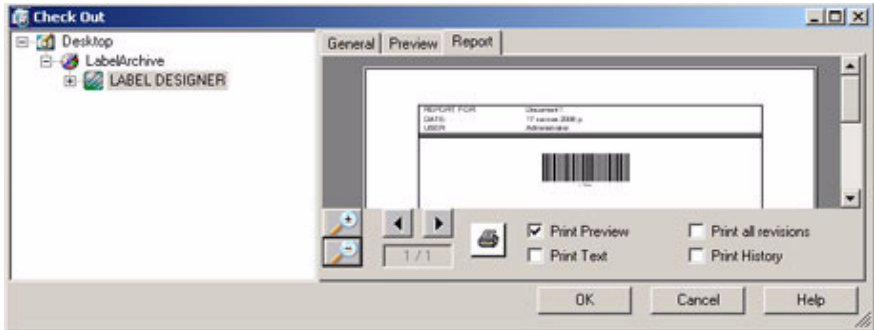 Check Out
Desktop
LabelArchive
LABEL DESIGNER
General Preview Report
REPORT FOR Document1
DATE: 2008
USER Administrator
1 / 1
Print Preview
Print all revisions
Print Text
Print History
OK Cancel Help